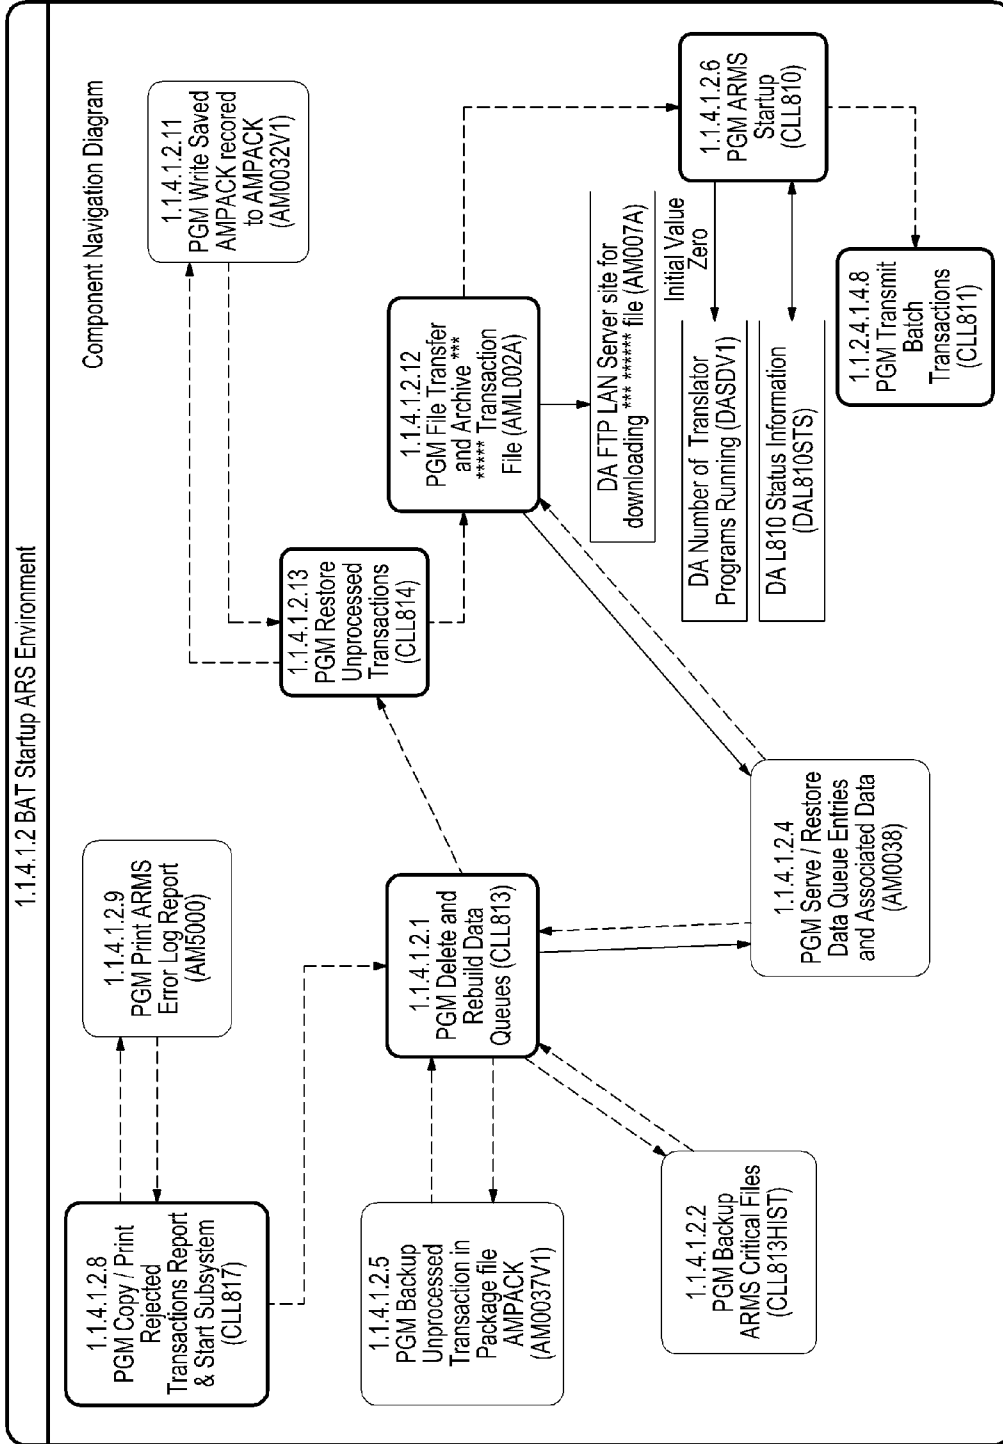 1.1.4.1.2 BAT Startup ARS Environment
Component Navigation Diagram
1.1.4.1.2.8
PGM Copy / Print
Rejected
Transactions Report
& Start Subsystem
(CLL817)
1.1.4.1.2.9
PGM Print ARMS
Error Log Report
(AM5000)
1.1.4.1.2.11
PGM Write Saved
AMPACK recored
to AMPACK
(AM0032V1)
1.1.4.1.2.13
PGM Restore
Unprocessed
Transactions
(CLL814)
1.1.4.1.2.5
PGM Backup
Unprocessed
Transaction in
Package file
AMPACK
(AM0037V1)
1.1.4.1.2.1
PGM Delete and
Rebuild Data
Queues (CLL813)
1.1.4.1.2.12
PGM File Transfer
and Archive ***
***** Transaction
File (AML002A)
DA FTP LAN Server site for
downloading *** ****** file (AM007A)
1.1.4.1.2.2
PGM Backup
ARMS Critical Files
(CLL813HIST)
1.1.4.1.2.4
PGM Serve / Restore
Data Queue Entries
and Associated Data
(AM0038)
DA Number of Translator
Programs Running (DASDV1)
Initial Value
Zero
DA L810 Status Information
(DAL810STS)
1.1.4.1.2.6
PGM ARMS
Startup
(CLL810)
1.1.2.4.1.4.8
PGM Transmit
Batch
Transactions
(CLL811)